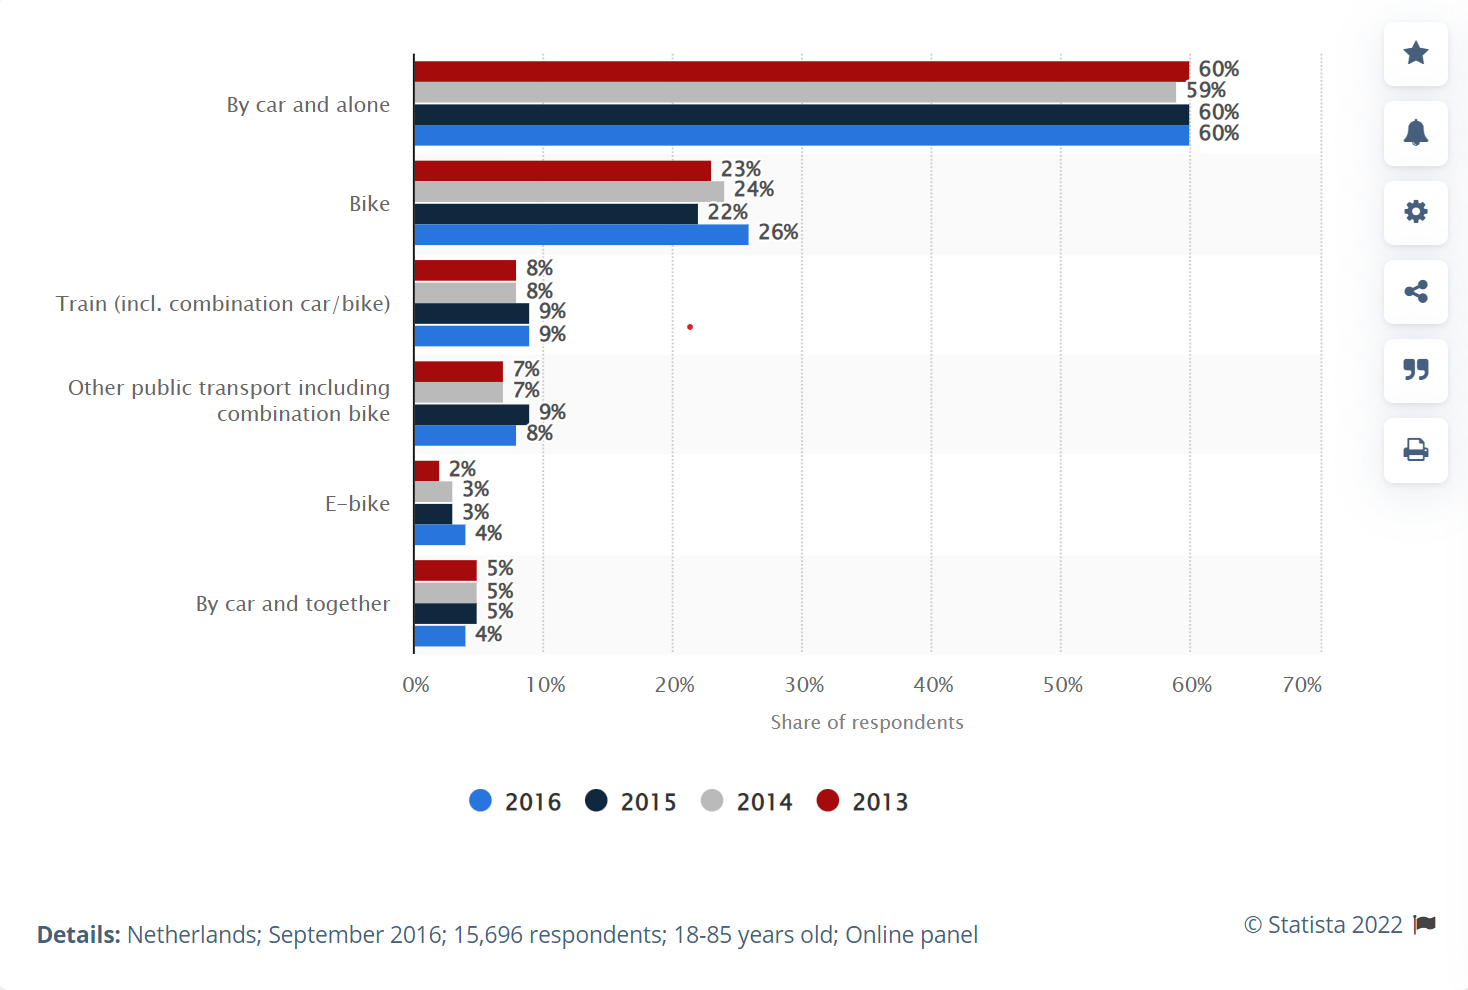 By car and alone
60%
59%
60%
60%
Bike
23%
24%
22%
26%
Train (incl. combination car/bike)
8%
8%
9%
9%
Other public transport including
combination bike
7%
7%
9%
8%
E-bike
2%
3%
3%
4%
By car and together
5%
5%
5%
4%
0% 10% 20% 30% 40% 50% 60% 70%
Share of respondents
2016 2015 2014 2013
Details: Netherlands; September 2016; 15,696 respondents; 18-85 years old; Online panel
© Statista 2022